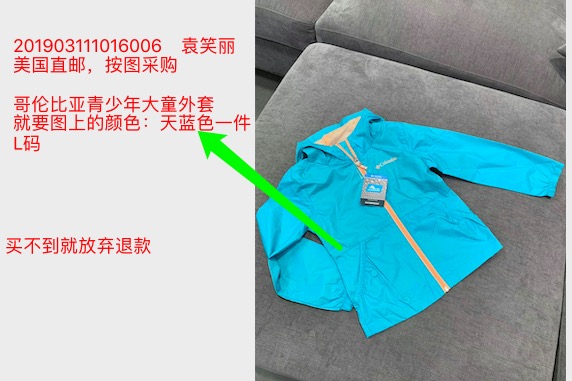 201903111016006 袁笑丽
美国直邮，按图采购
哥伦比亚青少年大童外套
就要图上的颜色：天蓝色一件
L码
买不到就放弃退款
Columbia